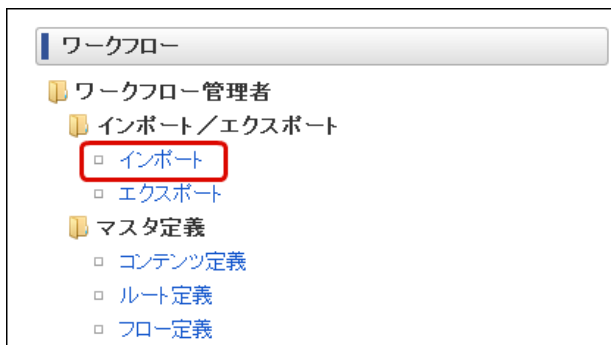 ワークフロー
ワークフロー管理者
インポート／エクスポート
インポート
エクスポート
マスタ定義
コンテンツ定義
ルート定義
フロー定義